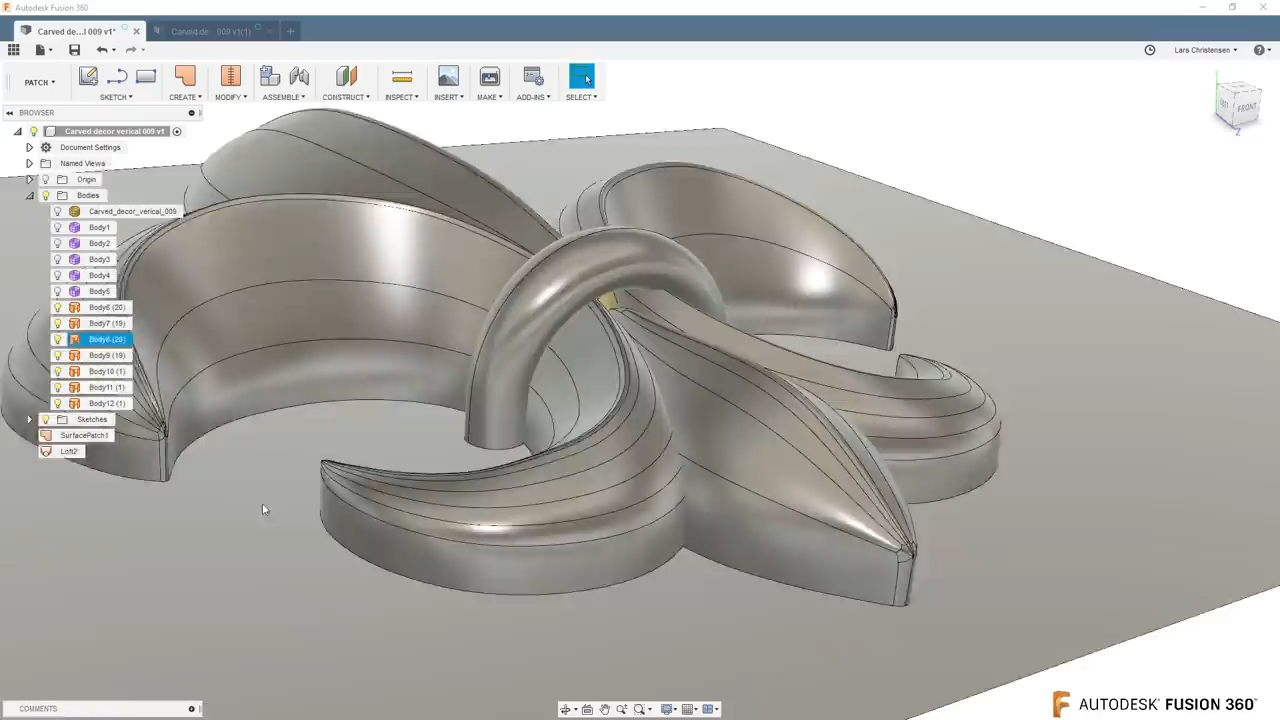 Autodesk Fusion 360
Carved de...l 009 v1*
009 v1(1)
Lars Christensen
PATCH
SKETCH
CREATE
MODIFY
ASSEMBLE
CONSTRUCT
INSPECT
INSERT
MAKE
ADD-INS
SELECT
BROWSER
Carved decor verical 009 v1
Document Settings
Named Views
Origin
Bodies
Carved_decor_verical_009
Body1
Body2
Body3
Body4
Body5
Body6 (20)
Body7 (19)
Body8 (20)
Body9 (19)
Body10 (1)
Body11 (1)
Body12 (1)
Sketches
SurfacePatch1
Loft2
FRONT
Z
COMMENTS
AUTODESK® FUSION 360™